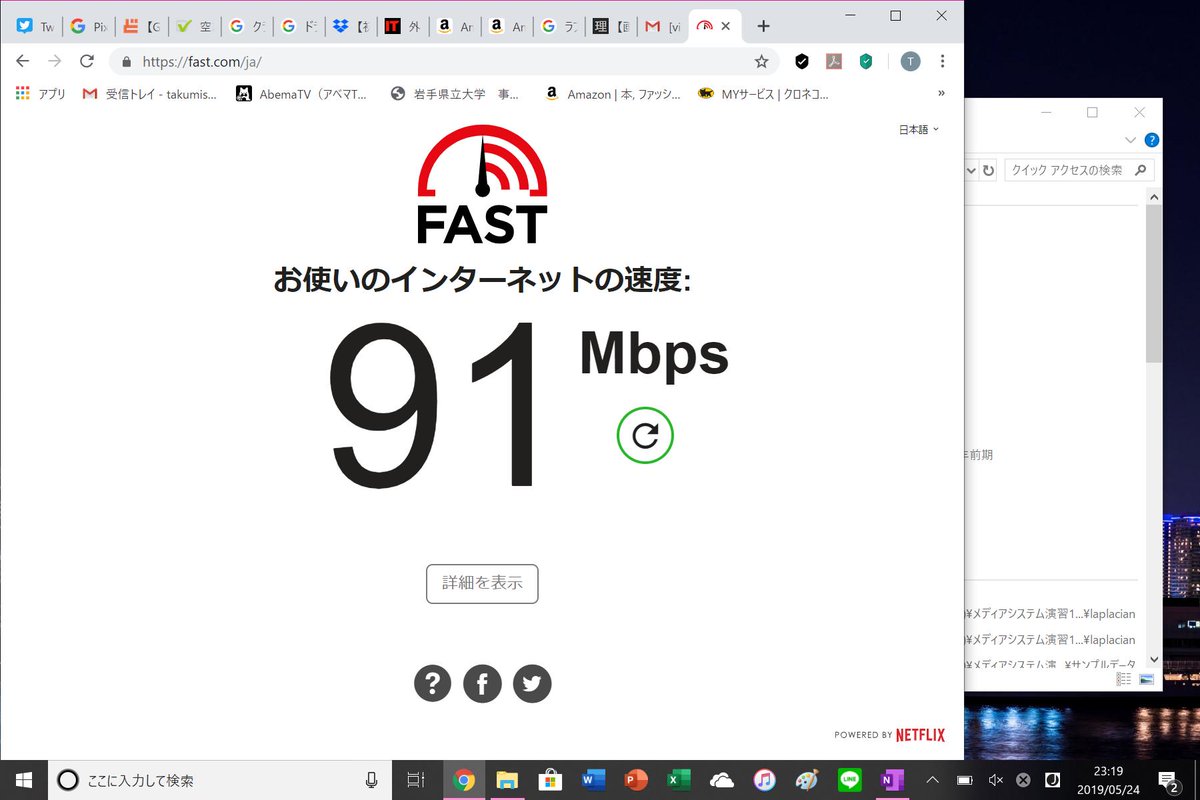 Tw
Pix
【G
空
ク
ド
【初
外
Am
Am
ラ
【画
[vi
https://fast.com/ja/
T
アプリ
受信トレイ - takumis...
AbemaTV（アベマT...
岩手県立大学 事...
Amazon | 本, ファッシ...
MYサービス | クロネコ...
»
日本語
FAST
お使いのインターネットの速度:
91 Mbps
詳細を表示
POWERED BY NETFLIX
クイック アクセスの検索
年前期
)¥メディアシステム演習1...¥laplacian
)¥メディアシステム演習1...¥laplacian
)¥メディアシステム演...¥サンプルデータ
ここに入力して検索
LINE
23:19
2019/05/24
2